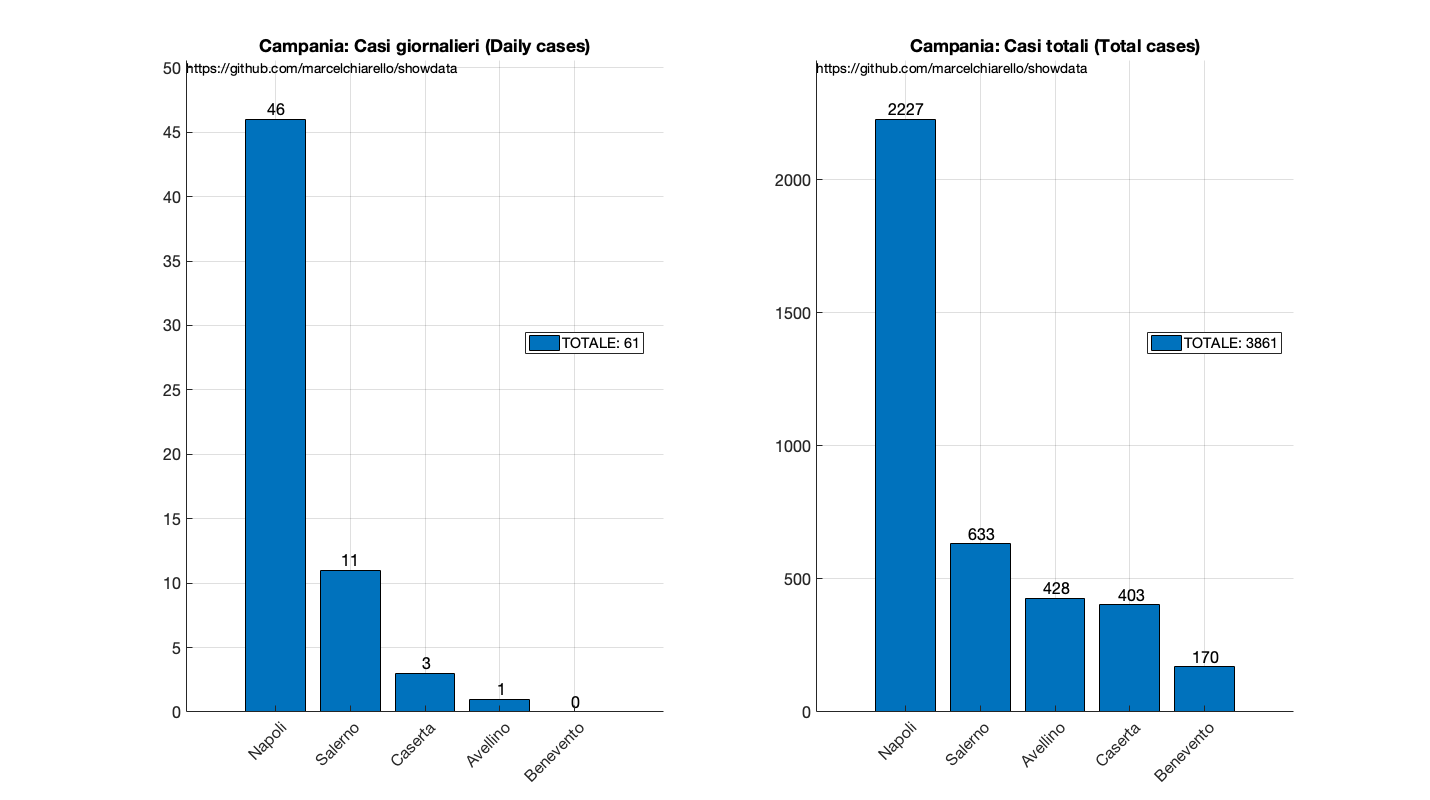 Campania: Casi giornalieri (Daily cases)
https://github.com/marcelchiarello/showdata
50
45
40
35
30
25
20
15
10
5
0
46
11
3
1
0
TOTALE: 61
Napoli
Salerno
Caserta
Avellino
Benevento
Campania: Casi totali (Total cases)
https://github.com/marcelchiarello/showdata
2000
1500
1000
500
0
2227
633
428
403
170
TOTALE: 3861
Napoli
Salerno
Avellino
Caserta
Benevento